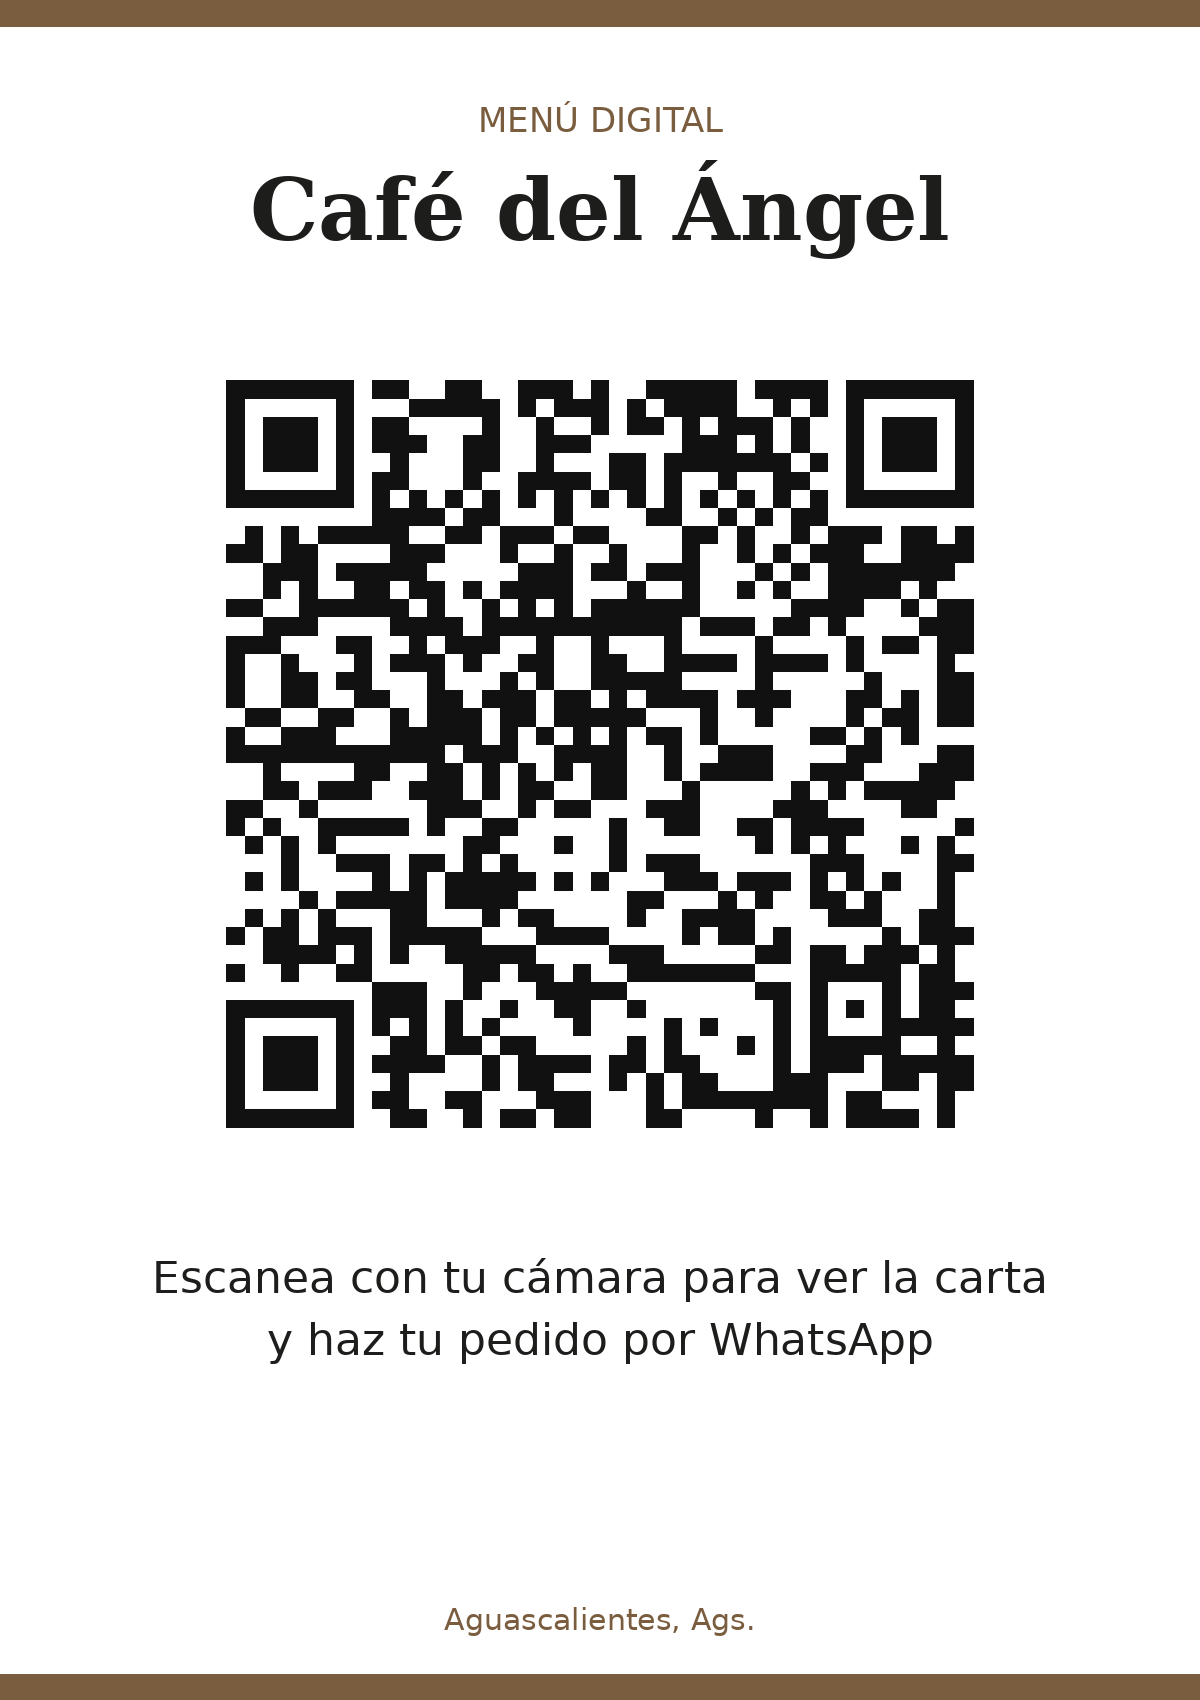 MENÚ DIGITAL
Café del Ángel
Escanea con tu cámara para ver la carta
y haz tu pedido por WhatsApp
Aguascalientes, Ags.